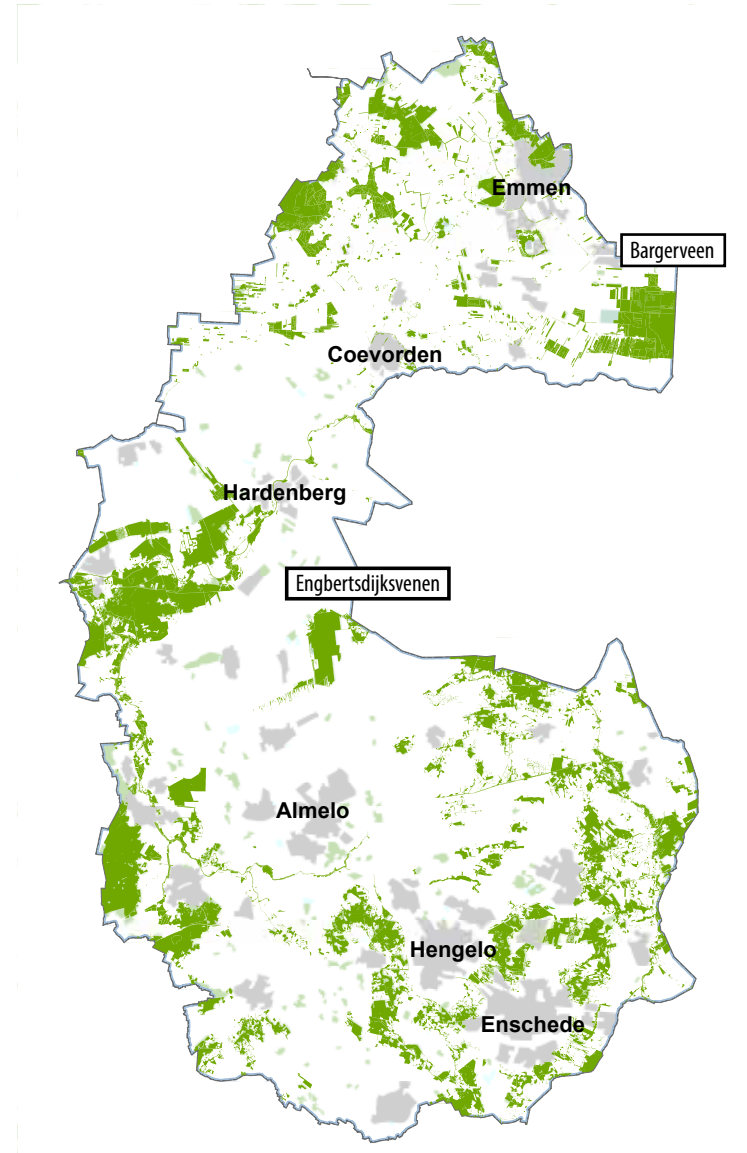 Emmen
Bargerveen
Coevorden
Hardenberg
Engbertsdijksvenen
Almelo
Hengelo
Enschede